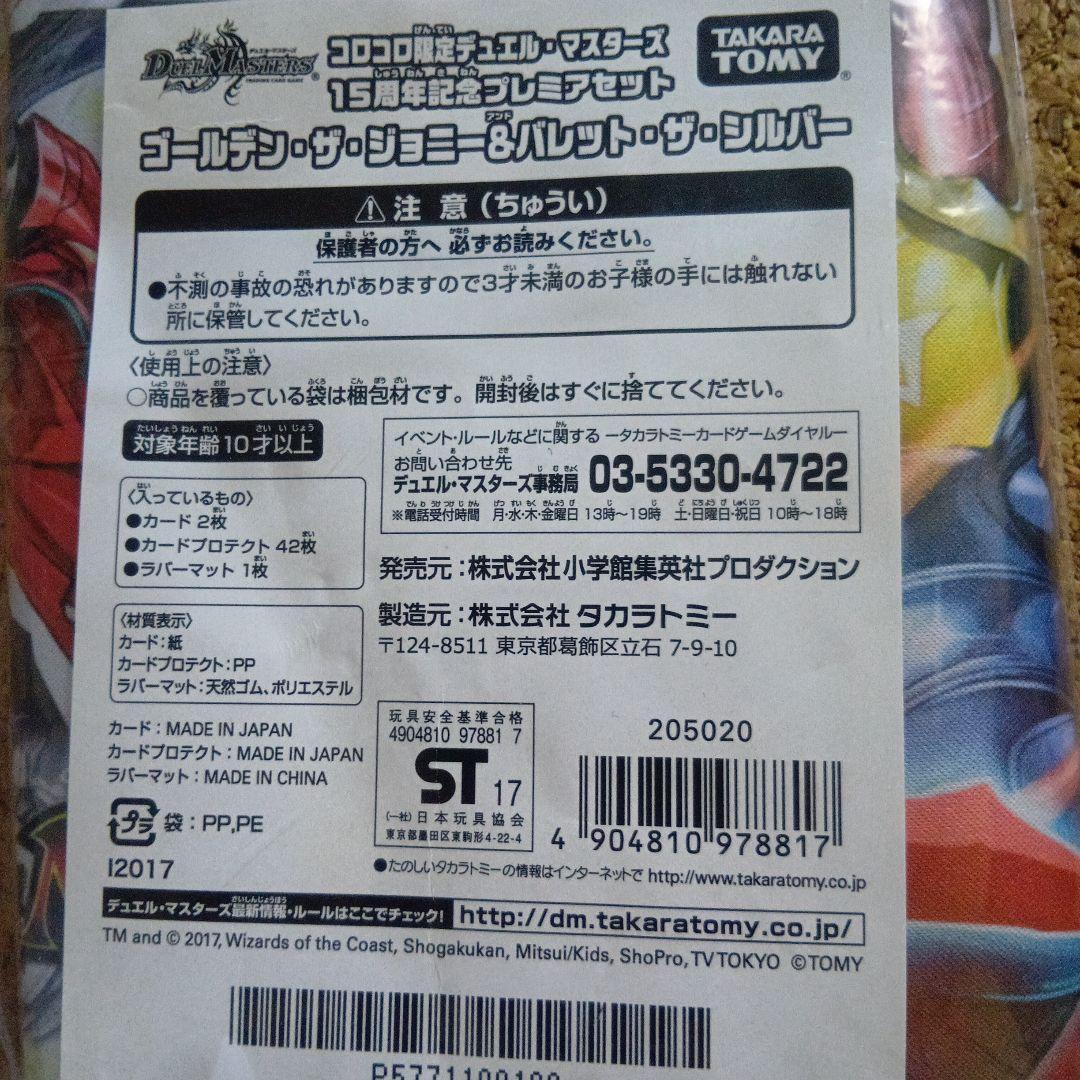 デュエル・マスターズ
DUEL MASTERS®
TRADING CARD GAME
コロコロ限定デュエル・マスターズ
15周年記念プレミアセット
ゴールデン・ザ・ジョニー&バレット・ザ・シルバー
TAKARA
TOMY®
⚠注 意(ちゅうい)
保護者の方へ 必ずお読みください。
●不測の事故の恐れがありますので3才未満のお子様の手には触れない
所に保管してください。
〈使用上の注意〉
○商品を覆っている袋は梱包材です。開封後はすぐに捨ててください。
対象年齢10才以上
イベント・ルールなどに関する ータカラトミーカードゲームダイヤルー
お問い合わせ先
デュエル・マスターズ事務局 03-5330-4722
※電話受付時間 月・水・木・金曜日 13時〜19時 土・日曜日・祝日 10時〜18時
〈入っているもの〉
●カード 2枚
●カードプロテクト 42枚
●ラバーマット 1枚
発売元:株式会社小学館集英社プロダクション
製造元:株式会社 タカラトミー
〒124-8511 東京都葛飾区立石 7-9-10
〈材質表示〉
カード:紙
カードプロテクト:PP
ラバーマット:天然ゴム、ポリエステル
カード:MADE IN JAPAN
カードプロテクト:MADE IN JAPAN
ラバーマット:MADE IN CHINA
プラ 袋:PP,PE
I2017
玩具安全基準合格
4904810 97881 7
ST 17
(一社)日本玩具協会
東京都墨田区東駒形4-22-4
205020
4 904810 978817
●たのしいタカラトミーの情報はインターネットで http://www.takaratomy.co.jp
デュエル・マスターズ最新情報・ルールはここでチェック! http://dm.takaratomy.co.jp/
TM and © 2017, Wizards of the Coast, Shogakukan, Mitsui/Kids, ShoPro, TV TOKYO ©TOMY